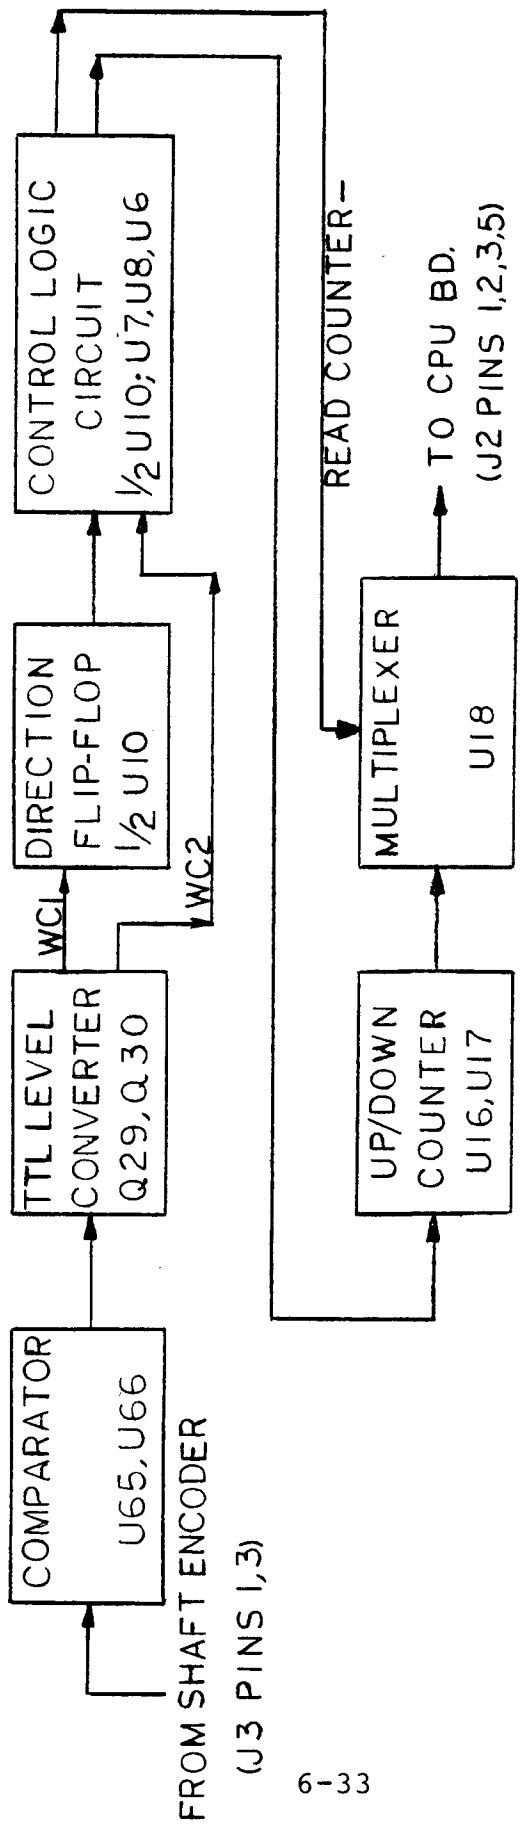 FROM SHAFT ENCODER
(J3 PINS 1,3)
COMPARATOR
U65,U66
TTL LEVEL
CONVERTER
Q29,Q30
WC1
WC2
DIRECTION
FLIP-FLOP
1/2 U10
CONTROL LOGIC
CIRCUIT
1/2 U10; U7,U8,U6
UP/DOWN
COUNTER
U16,U17
MULTIPLEXER
U18
READ COUNTER-
TO CPU BD.
(J2 PINS 1,2,3,5)
6-33